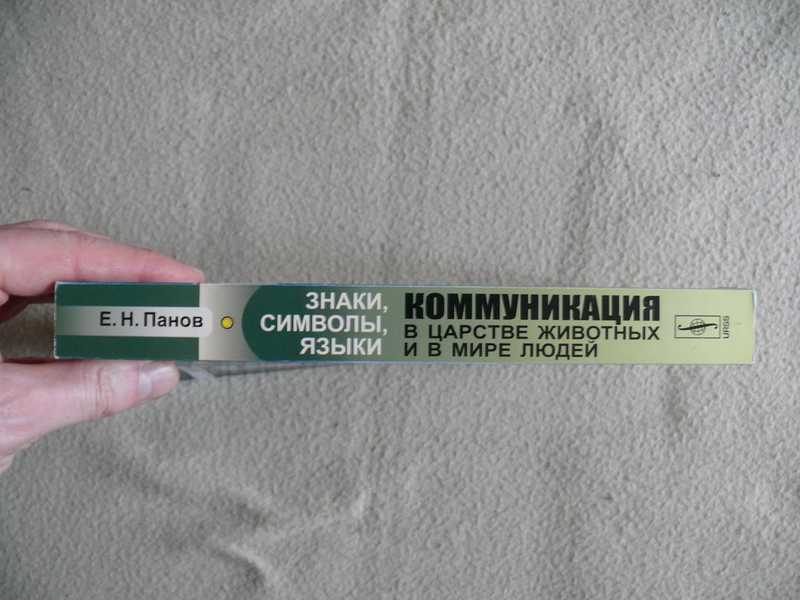 Е. Н. Панов
ЗНАКИ,
СИМВОЛЫ,
ЯЗЫКИ
КОММУНИКАЦИЯ
В ЦАРСТВЕ ЖИВОТНЫХ
И В МИРЕ ЛЮДЕЙ
URSS